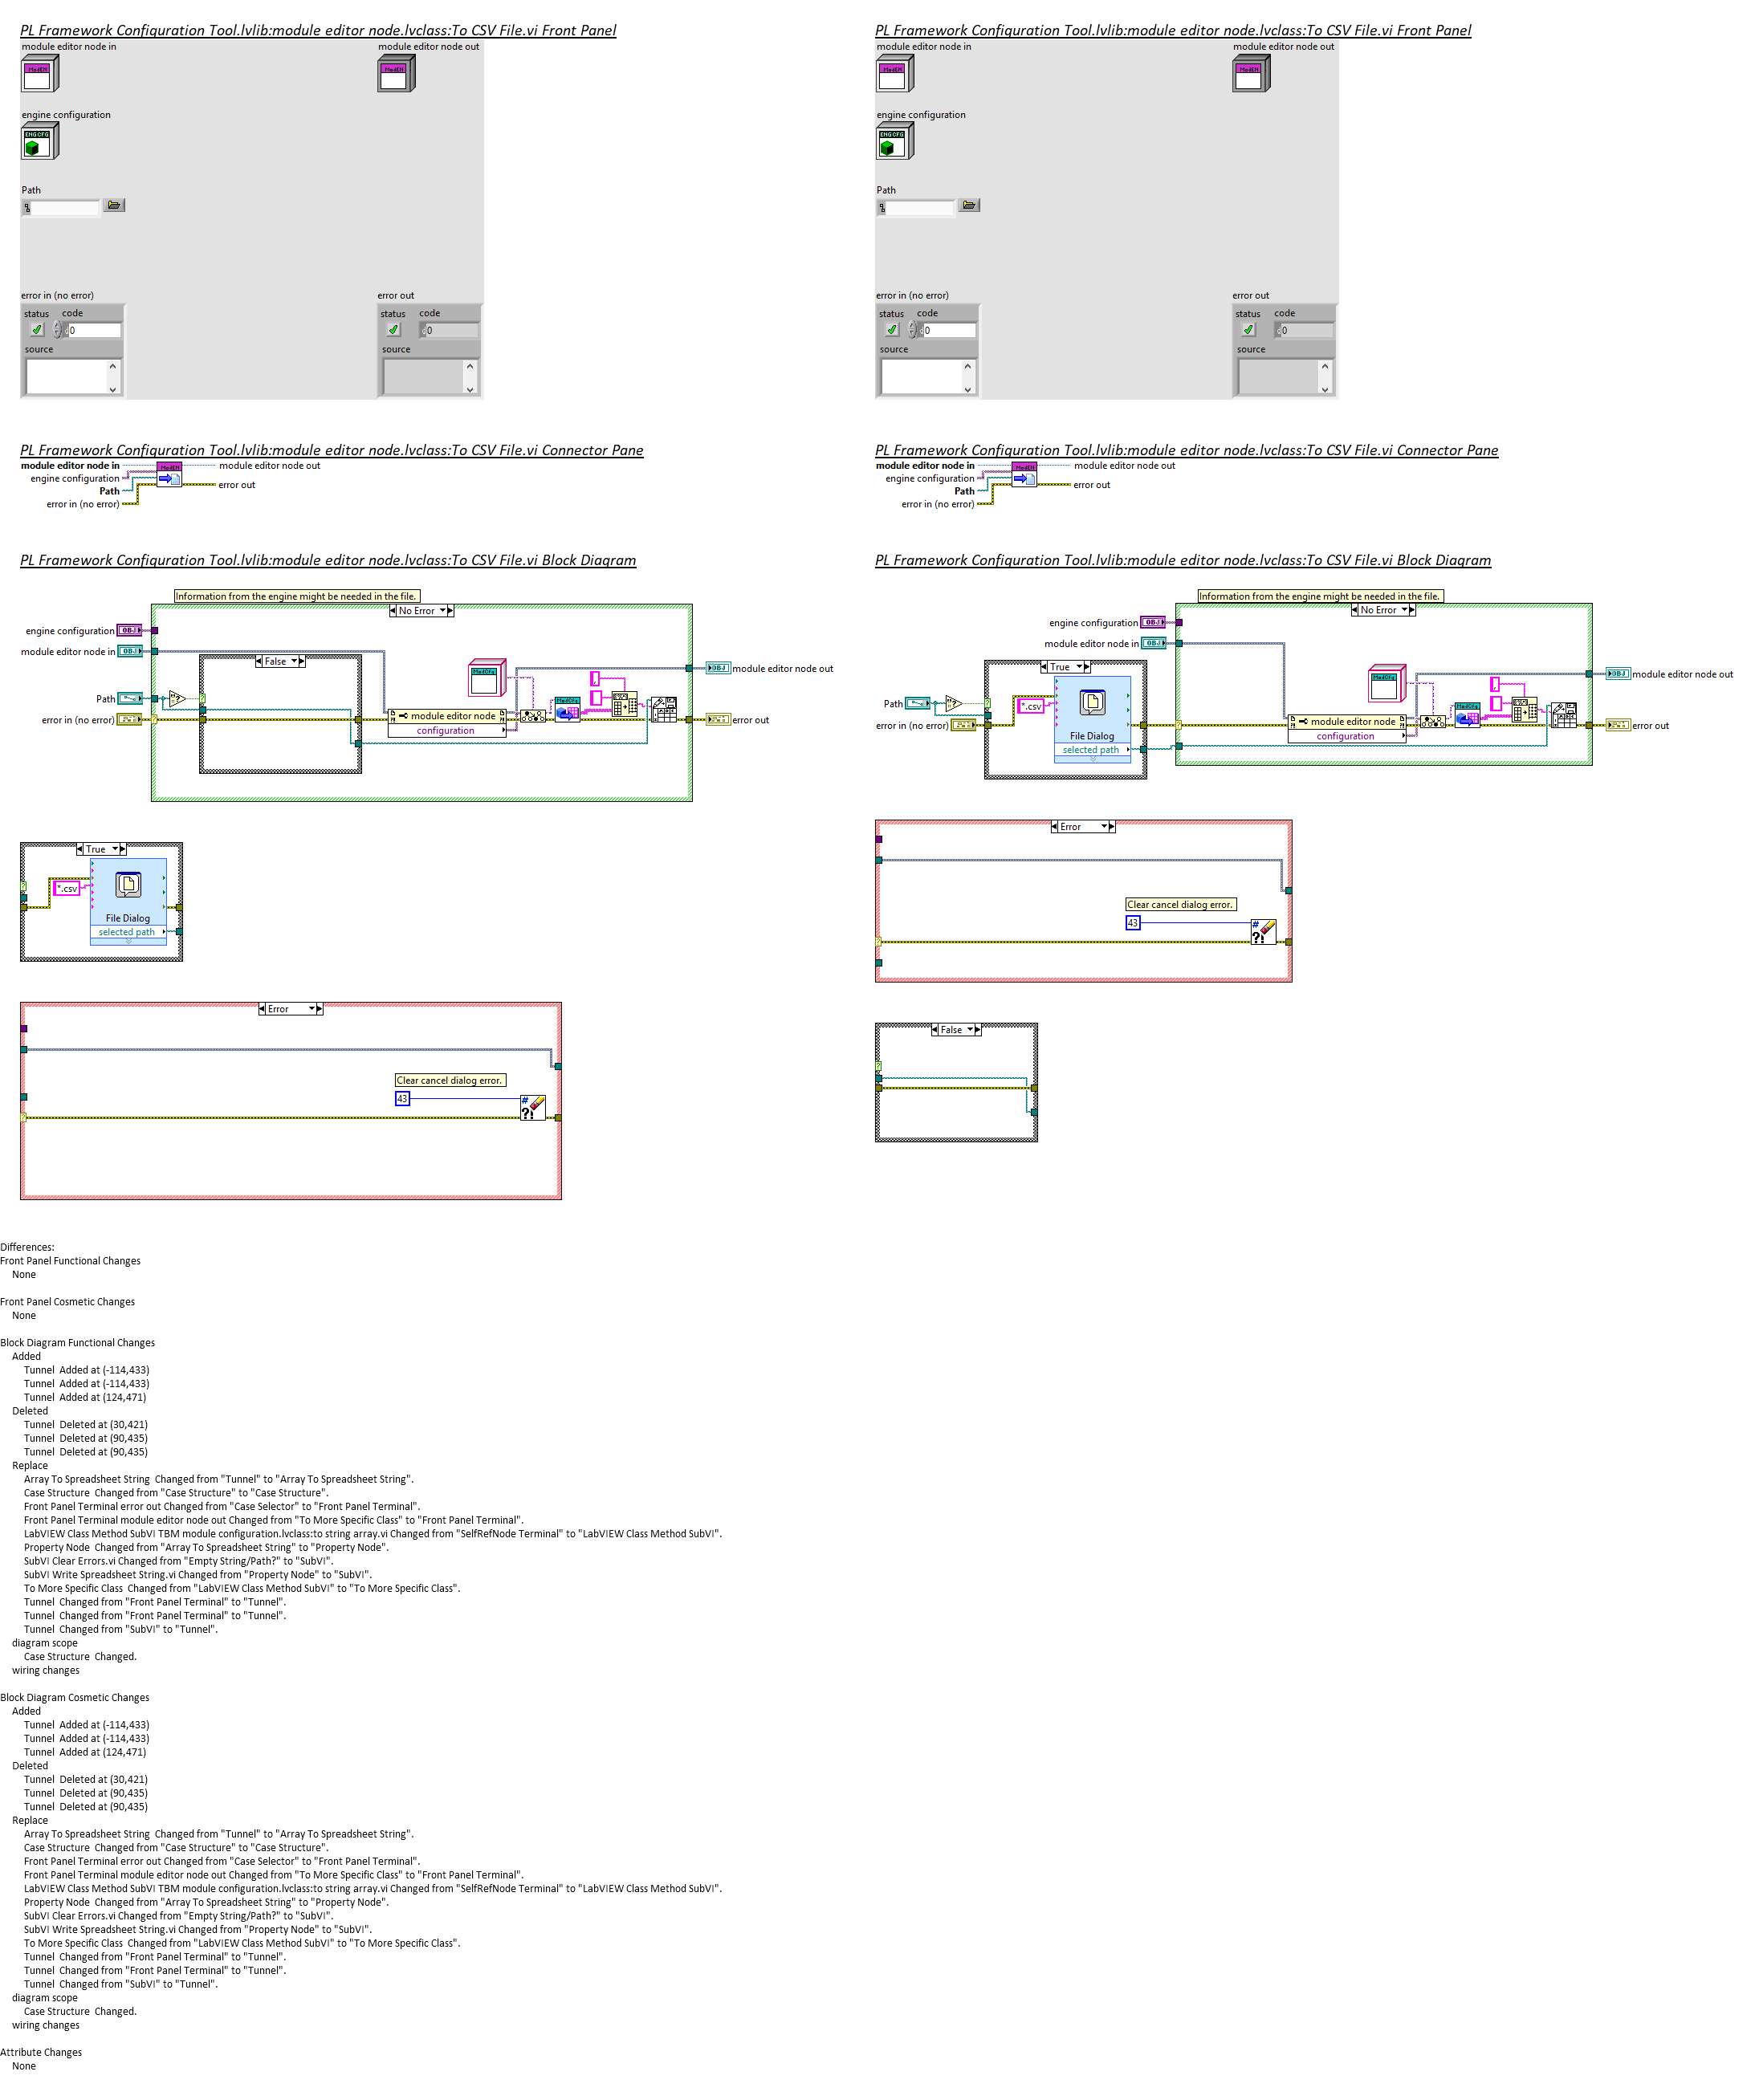 PL Framework Configuration Tool.lvlib:module editor node.lvclass:To CSV File.vi Front Panel
module editor node in
module editor node out
ModEN
ModEN
engine configuration
ENG CFG
Path
error in (no error)
error out
status code
0
source
status code
0
source
PL Framework Configuration Tool.lvlib:module editor node.lvclass:To CSV File.vi Connector Pane
module editor node in
ModEN
module editor node out
engine configuration
Path
error out
error in (no error)
PL Framework Configuration Tool.lvlib:module editor node.lvclass:To CSV File.vi Block Diagram
Information from the engine might be needed in the file.
No Error
engine configuration
OBJ
module editor node in
OBJ
False
ModCfg
OBJ
module editor node out
Path
ModCfg
error in (no error)
module editor node
error out
configuration
True
*.csv
File Dialog
selected path
Error
Clear cancel dialog error.
43
#
?!
PL Framework Configuration Tool.lvlib:module editor node.lvclass:To CSV File.vi Front Panel
module editor node in
module editor node out
ModEN
ModEN
engine configuration
ENG CFG
Path
error in (no error)
error out
status code
0
source
status code
0
source
PL Framework Configuration Tool.lvlib:module editor node.lvclass:To CSV File.vi Connector Pane
module editor node in
ModEN
module editor node out
engine configuration
Path
error out
error in (no error)
PL Framework Configuration Tool.lvlib:module editor node.lvclass:To CSV File.vi Block Diagram
Information from the engine might be needed in the file.
No Error
engine configuration
OBJ
module editor node in
OBJ
True
ModCfg
OBJ
module editor node out
Path
*.csv
ModCfg
error in (no error)
File Dialog
selected path
module editor node
error out
configuration
Error
Clear cancel dialog error.
43
#
?!
False
Differences:
Front Panel Functional Changes
None
Front Panel Cosmetic Changes
None
Block Diagram Functional Changes
Added
Tunnel  Added at (-114,433)
Tunnel  Added at (-114,433)
Tunnel  Added at (124,471)
Deleted
Tunnel  Deleted at (30,421)
Tunnel  Deleted at (90,435)
Tunnel  Deleted at (90,435)
Replace
Array To Spreadsheet String  Changed from "Tunnel" to "Array To Spreadsheet String".
Case Structure  Changed from "Case Structure" to "Case Structure".
Front Panel Terminal error out Changed from "Case Selector" to "Front Panel Terminal".
Front Panel Terminal module editor node out Changed from "To More Specific Class" to "Front Panel Terminal".
LabVIEW Class Method SubVI TBM module configuration.lvclass:to string array.vi Changed from "SelfRefNode Terminal" to "LabVIEW Class Method SubVI".
Property Node  Changed from "Array To Spreadsheet String" to "Property Node".
SubVI Clear Errors.vi Changed from "Empty String/Path?" to "SubVI".
SubVI Write Spreadsheet String.vi Changed from "Property Node" to "SubVI".
To More Specific Class  Changed from "LabVIEW Class Method SubVI" to "To More Specific Class".
Tunnel  Changed from "Front Panel Terminal" to "Tunnel".
Tunnel  Changed from "Front Panel Terminal" to "Tunnel".
Tunnel  Changed from "SubVI" to "Tunnel".
diagram scope
Case Structure  Changed.
wiring changes
Block Diagram Cosmetic Changes
Added
Tunnel  Added at (-114,433)
Tunnel  Added at (-114,433)
Tunnel  Added at (124,471)
Deleted
Tunnel  Deleted at (30,421)
Tunnel  Deleted at (90,435)
Tunnel  Deleted at (90,435)
Replace
Array To Spreadsheet String  Changed from "Tunnel" to "Array To Spreadsheet String".
Case Structure  Changed from "Case Structure" to "Case Structure".
Front Panel Terminal error out Changed from "Case Selector" to "Front Panel Terminal".
Front Panel Terminal module editor node out Changed from "To More Specific Class" to "Front Panel Terminal".
LabVIEW Class Method SubVI TBM module configuration.lvclass:to string array.vi Changed from "SelfRefNode Terminal" to "LabVIEW Class Method SubVI".
Property Node  Changed from "Array To Spreadsheet String" to "Property Node".
SubVI Clear Errors.vi Changed from "Empty String/Path?" to "SubVI".
SubVI Write Spreadsheet String.vi Changed from "Property Node" to "SubVI".
To More Specific Class  Changed from "LabVIEW Class Method SubVI" to "To More Specific Class".
Tunnel  Changed from "Front Panel Terminal" to "Tunnel".
Tunnel  Changed from "Front Panel Terminal" to "Tunnel".
Tunnel  Changed from "SubVI" to "Tunnel".
diagram scope
Case Structure  Changed.
wiring changes
Attribute Changes
None